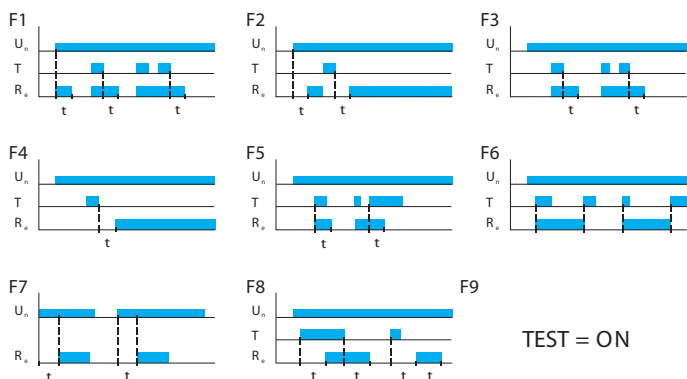 F1 F2 F3
Un Un Un
T T T
Re Re Re
t t t t t t t
F4 F5 F6
Un Un Un
T T T
Re Re Re
t t t
F7 F8 F9
Un Un
T
TEST = ON
Re Re
t t t t t t